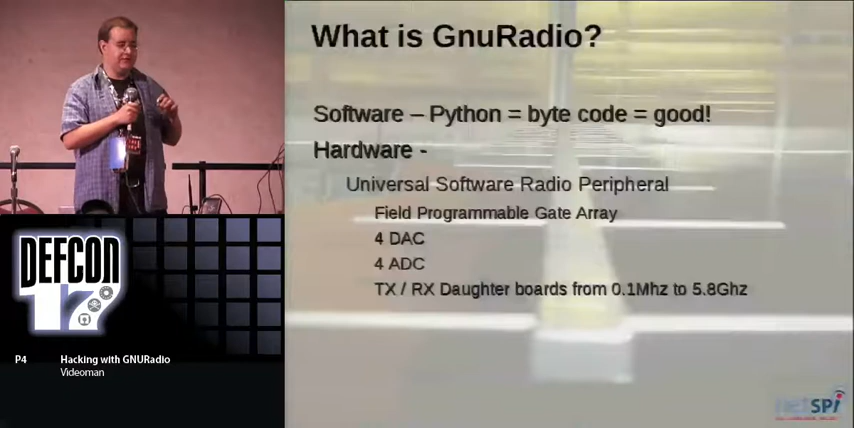 What is GnuRadio?
Software – Python = byte code = good!
Hardware -
Universal Software Radio Peripheral
Field Programmable Gate Array
4 DAC
4 ADC
TX / RX Daughter boards from 0.1Mhz to 5.8Ghz
DEFCON
17
P4 Hacking with GNURadio
Videoman
netSPi